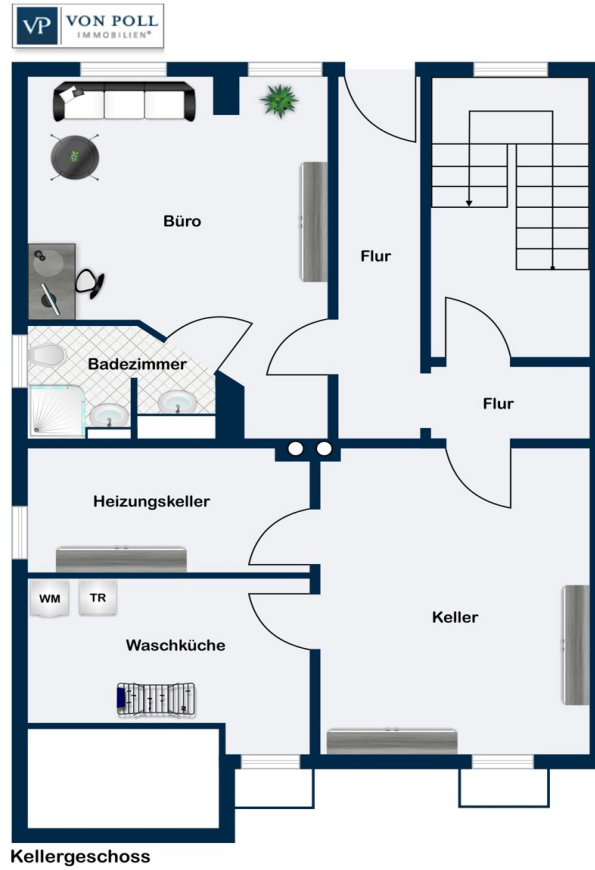 VP VON POLL
IMMOBILIEN®
Büro
Flur
Badezimmer
Flur
Heizungskeller
WM TR
Keller
Waschküche
Kellergeschoss